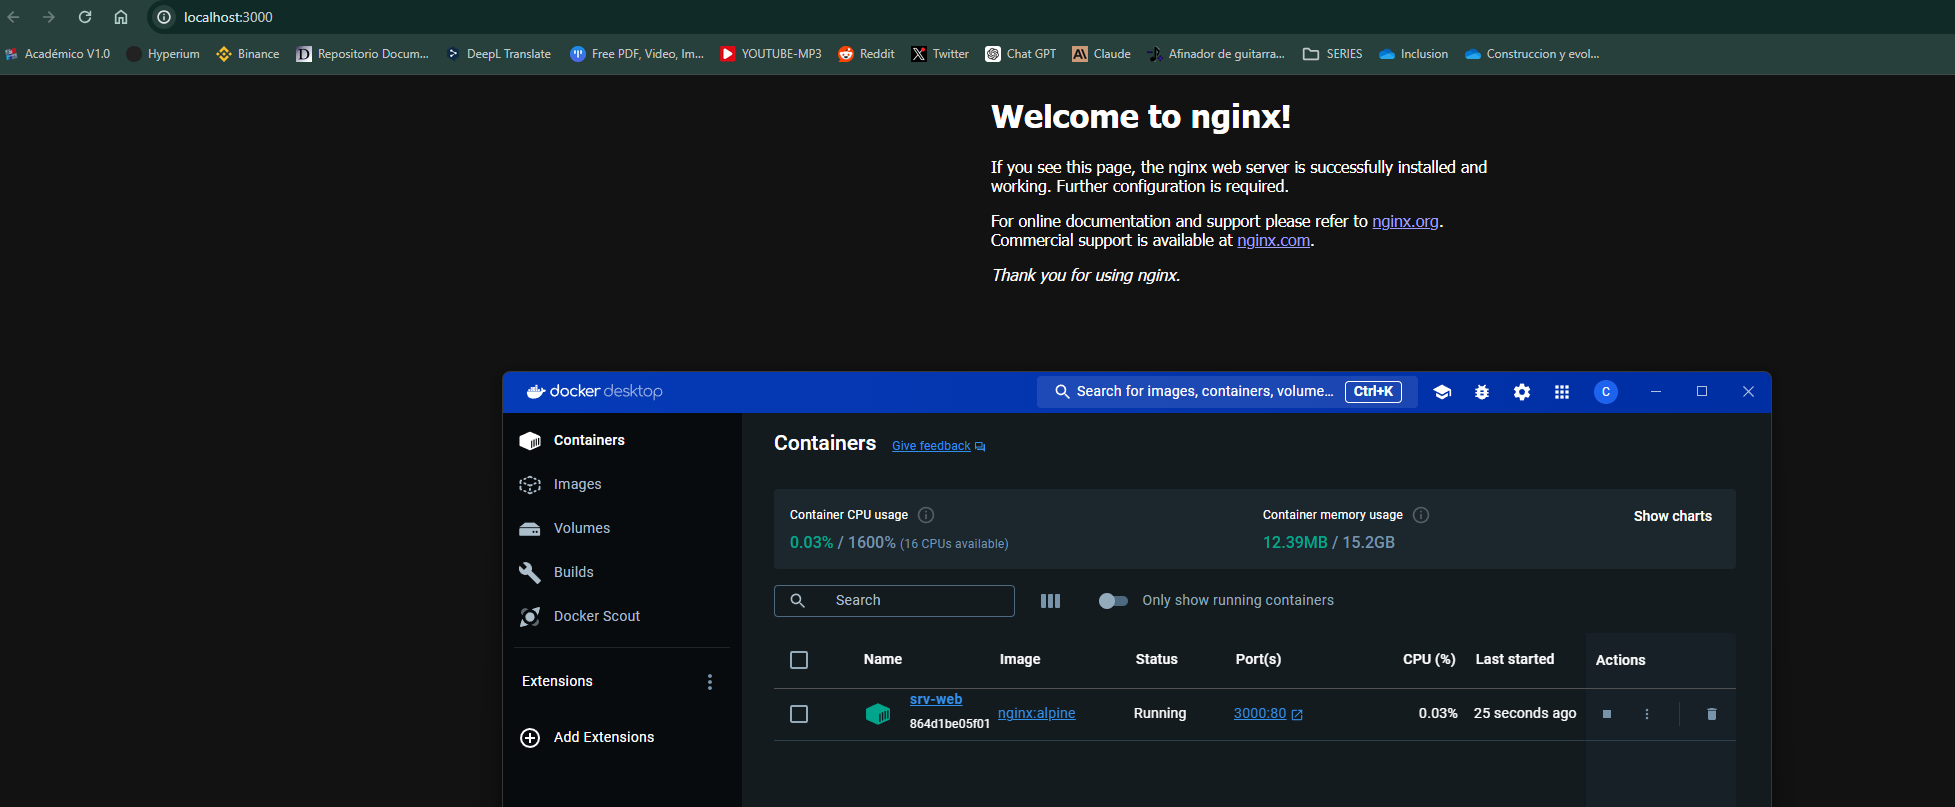 localhost:3000
Académico V1.0 Hyperium Binance Repositorio Docum... DeepL Translate Free PDF, Video, Im... YOUTUBE-MP3 Reddit Twitter Chat GPT Claude Afinador de guitarra... SERIES Inclusion Construccion y evol...
Welcome to nginx!
If you see this page, the nginx web server is successfully installed and
working. Further configuration is required.
For online documentation and support please refer to nginx.org.
Commercial support is available at nginx.com.
Thank you for using nginx.
docker desktop
Search for images, containers, volume... Ctrl+K
C
Containers
Images
Volumes
Builds
Docker Scout
Extensions
Add Extensions
Containers Give feedback
Container CPU usage
0.03% / 1600% (16 CPUs available)
Container memory usage
12.39MB / 15.2GB
Show charts
Search
Only show running containers
Name Image Status Port(s) CPU (%) Last started Actions
srv-web
864d1be05f01
nginx:alpine Running 3000:80 0.03% 25 seconds ago